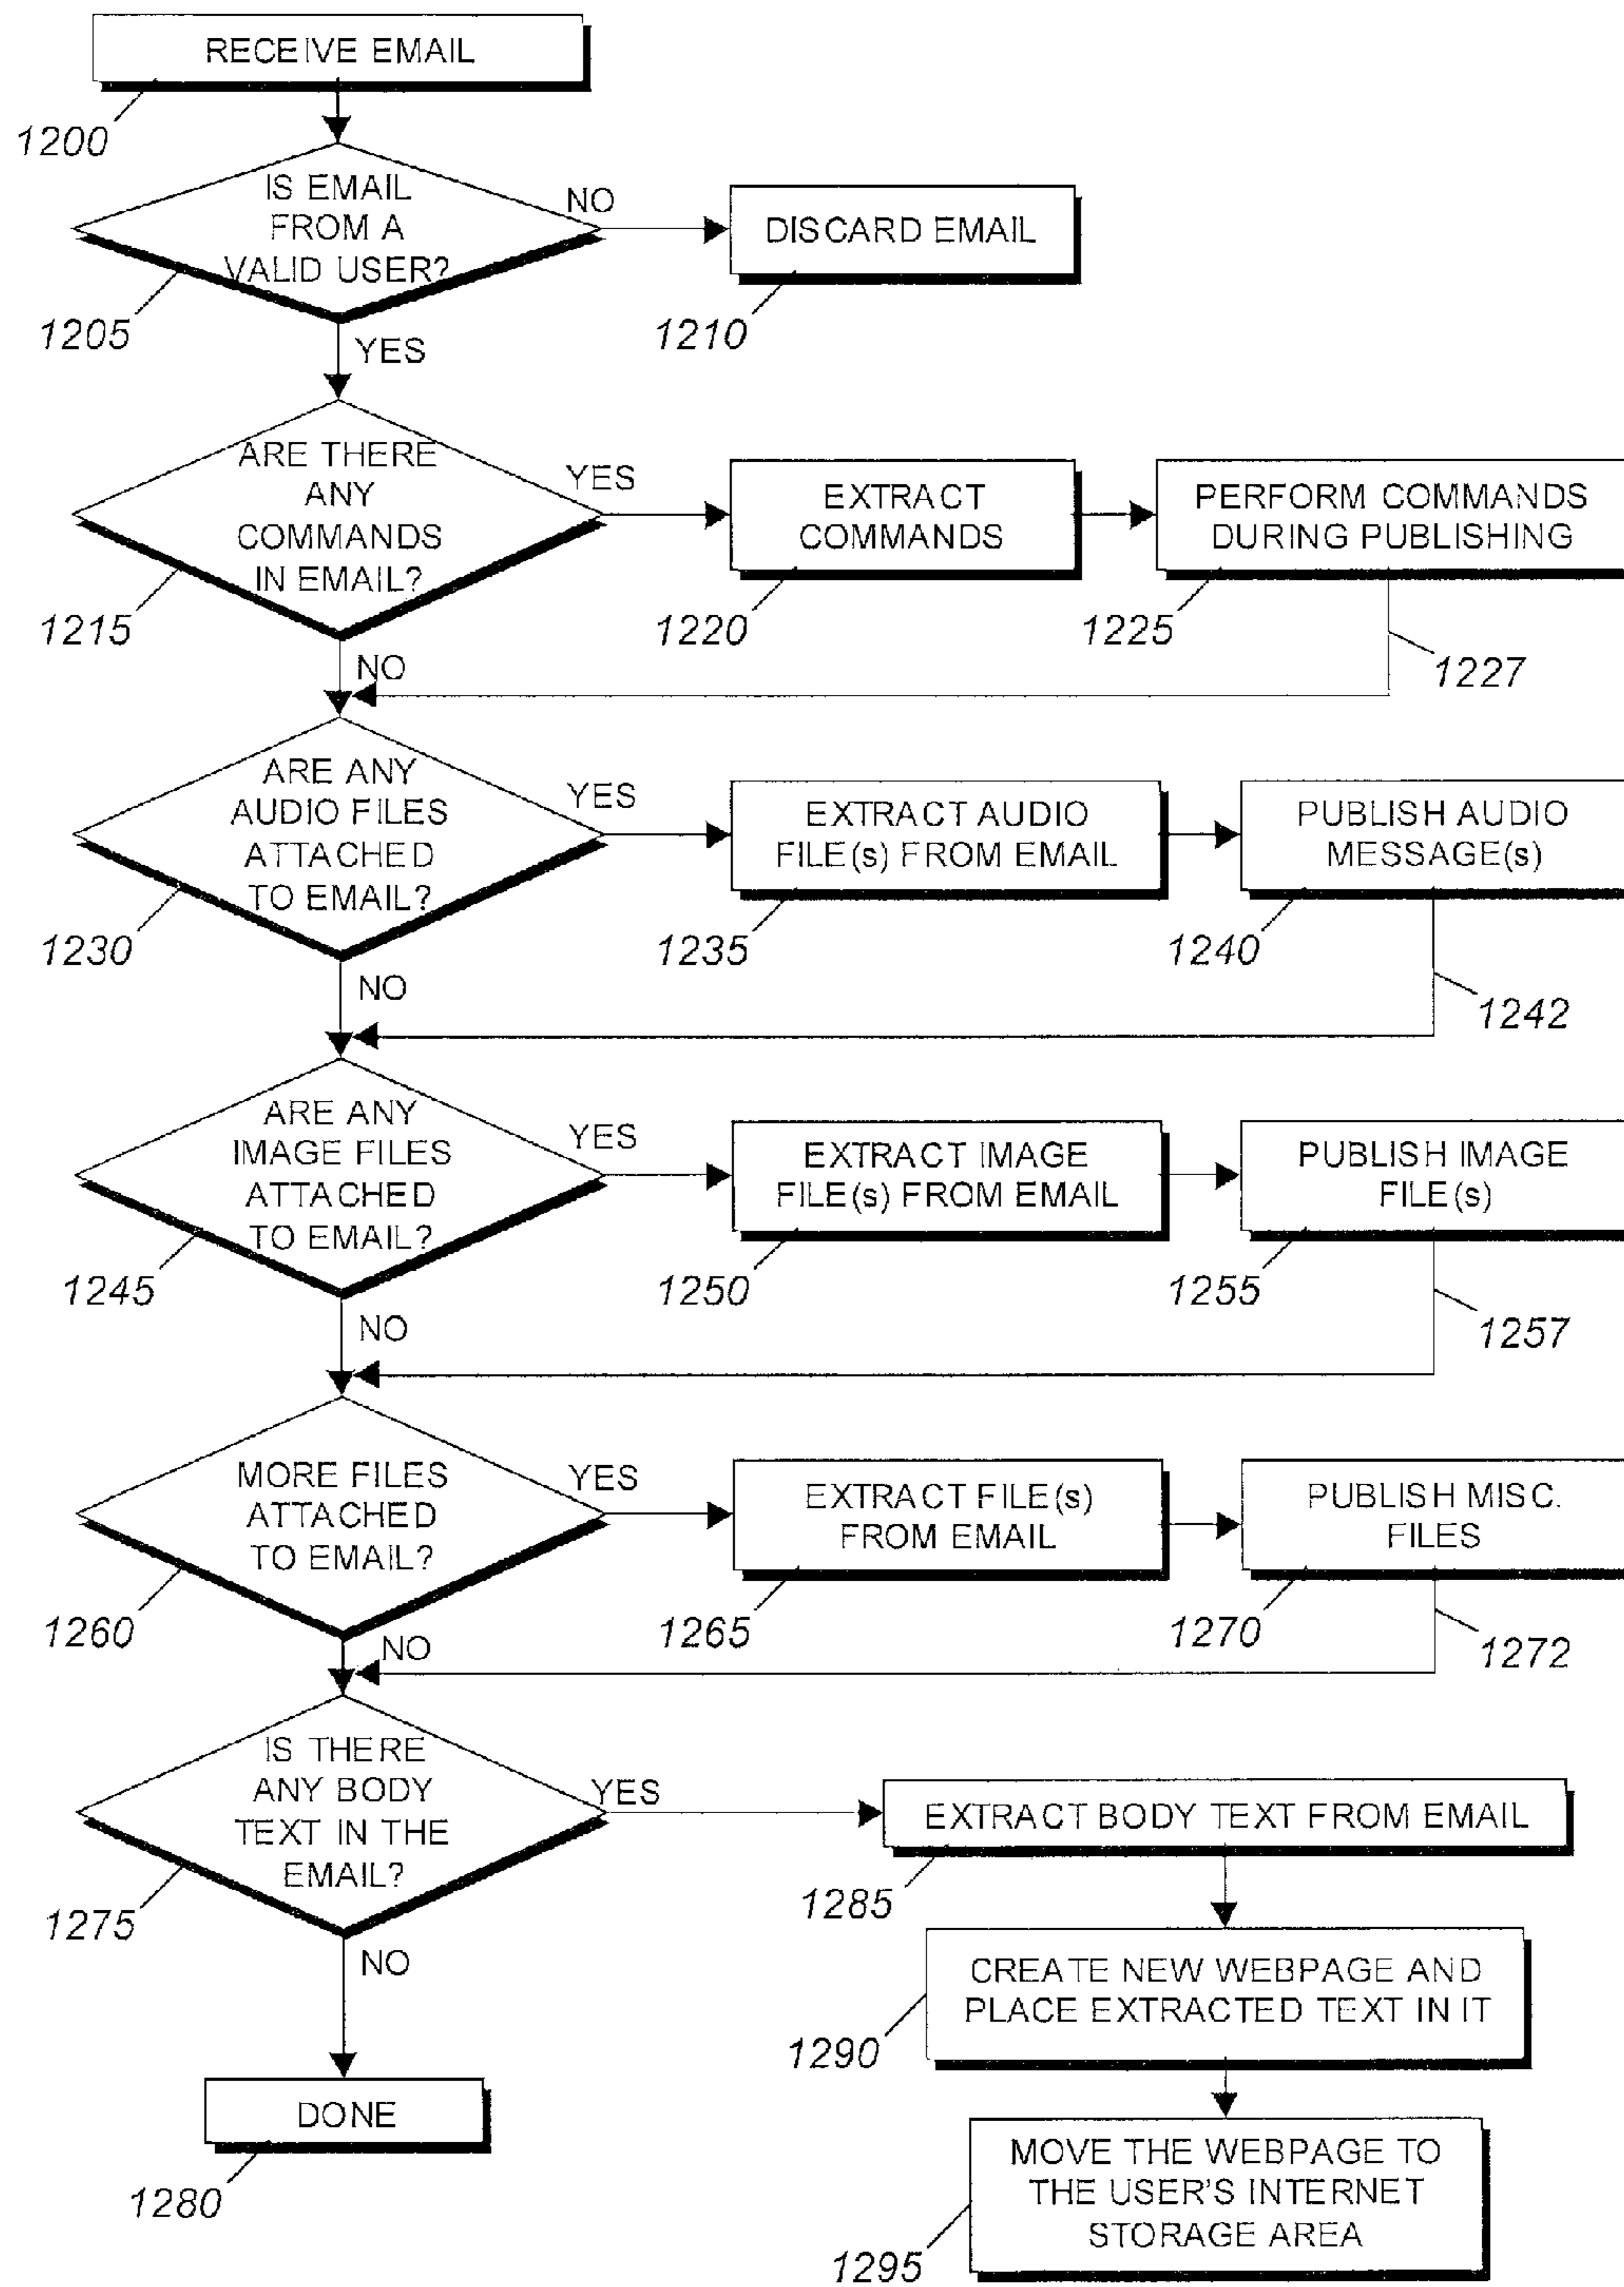 RECEIVE EMAIL
1200
IS EMAIL
FROM A
VALID USER?
NO
DISCARD EMAIL
1205
1210
YES
ARE THERE
ANY
COMMANDS
IN EMAIL?
YES
EXTRACT
COMMANDS
PERFORM COMMANDS
DURING PUBLISHING
1215
1220
1225
1227
NO
ARE ANY
AUDIO FILES
ATTACHED
TO EMAIL?
YES
EXTRACT AUDIO
FILE(s) FROM EMAIL
PUBLISH AUDIO
MESSAGE(s)
1230
1235
1240
1242
NO
ARE ANY
IMAGE FILES
ATTACHED
TO EMAIL?
YES
EXTRACT IMAGE
FILE(s) FROM EMAIL
PUBLISH IMAGE
FILE(s)
1245
1250
1255
1257
NO
MORE FILES
ATTACHED
TO EMAIL?
YES
EXTRACT FILE(s)
FROM EMAIL
PUBLISH MISC.
FILES
1260
1265
1270
1272
NO
IS THERE
ANY BODY
TEXT IN THE
EMAIL?
YES
EXTRACT BODY TEXT FROM EMAIL
1275
1285
NO
CREATE NEW WEBPAGE AND
PLACE EXTRACTED TEXT IN IT
1290
DONE
1280
MOVE THE WEBPAGE TO
THE USER'S INTERNET
STORAGE AREA
1295